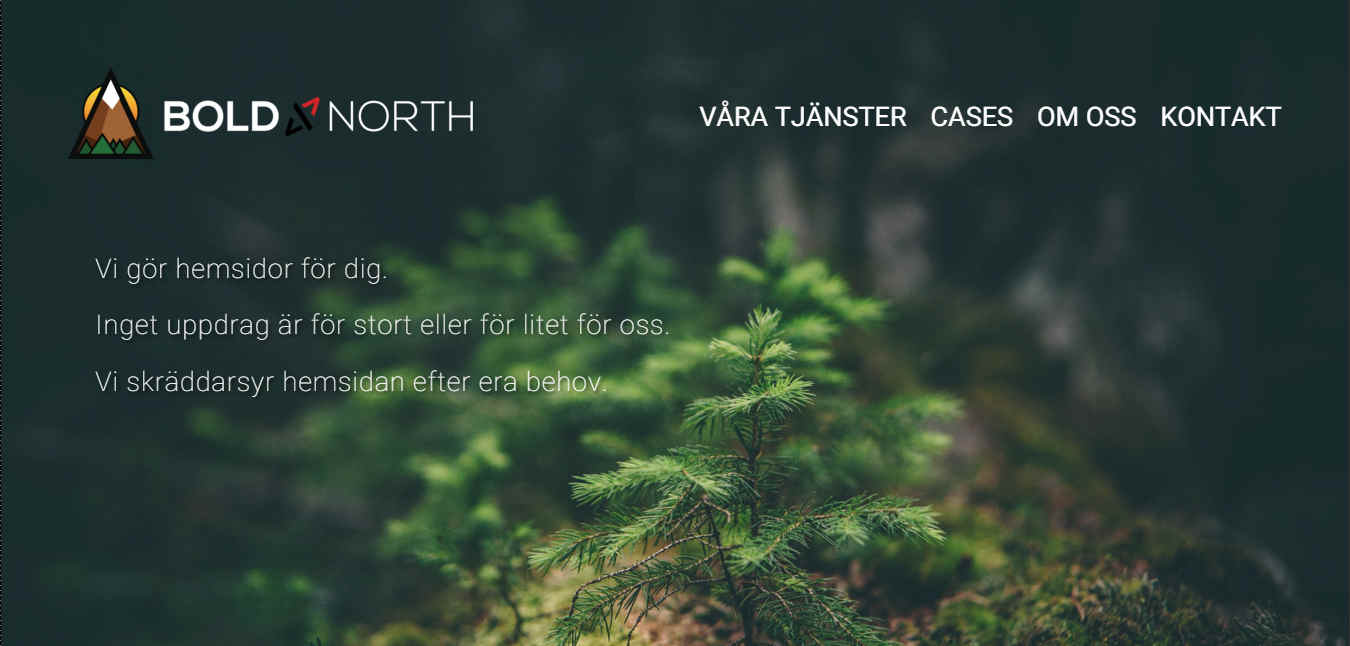 BOLD NORTH
VÅRA TJÄNSTER CASES OM OSS KONTAKT
Vi gör hemsidor för dig.
Inget uppdrag är för stort eller för litet för oss.
Vi skräddarsyr hemsidan efter era behov.